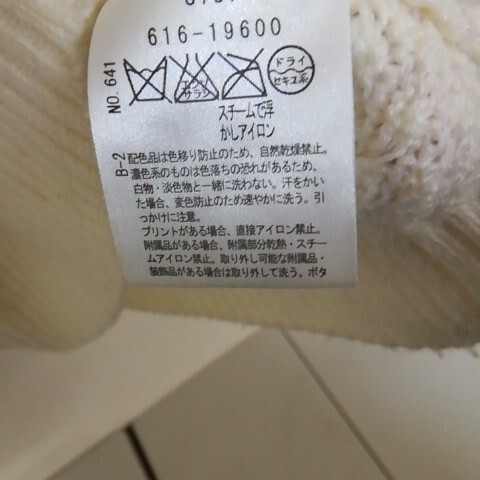 616-19600
NO. 641
エンソ
サラシ
ドライ
セキユ系
スチームで浮
かしアイロン
B-2
配色品は色移り防止のため、自然乾燥禁止。
濃色系のものは色落ちの恐れがあるため、
白物・淡色物と一緒に洗わない。汗をかい
た場合、変色防止のため速やかに洗う。引
っかけに注意。
プリントがある場合、直接アイロン禁止。
附属品がある場合、附属部分乾熱・スチー
ムアイロン禁止。取り外し可能な附属品・
装飾品がある場合は取り外して洗う。ボタ